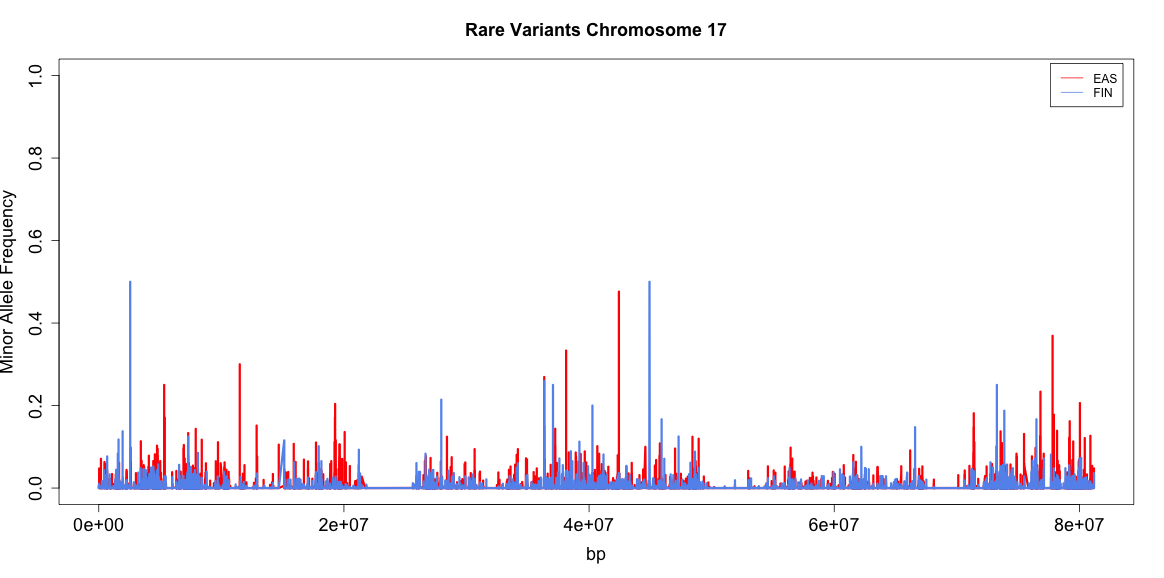 Rare Variants Chromosome 17
Minor Allele Frequency
1.0
0.8
0.6
0.4
0.2
0.0
EAS
FIN
0e+00 2e+07 4e+07 6e+07 8e+07
bp